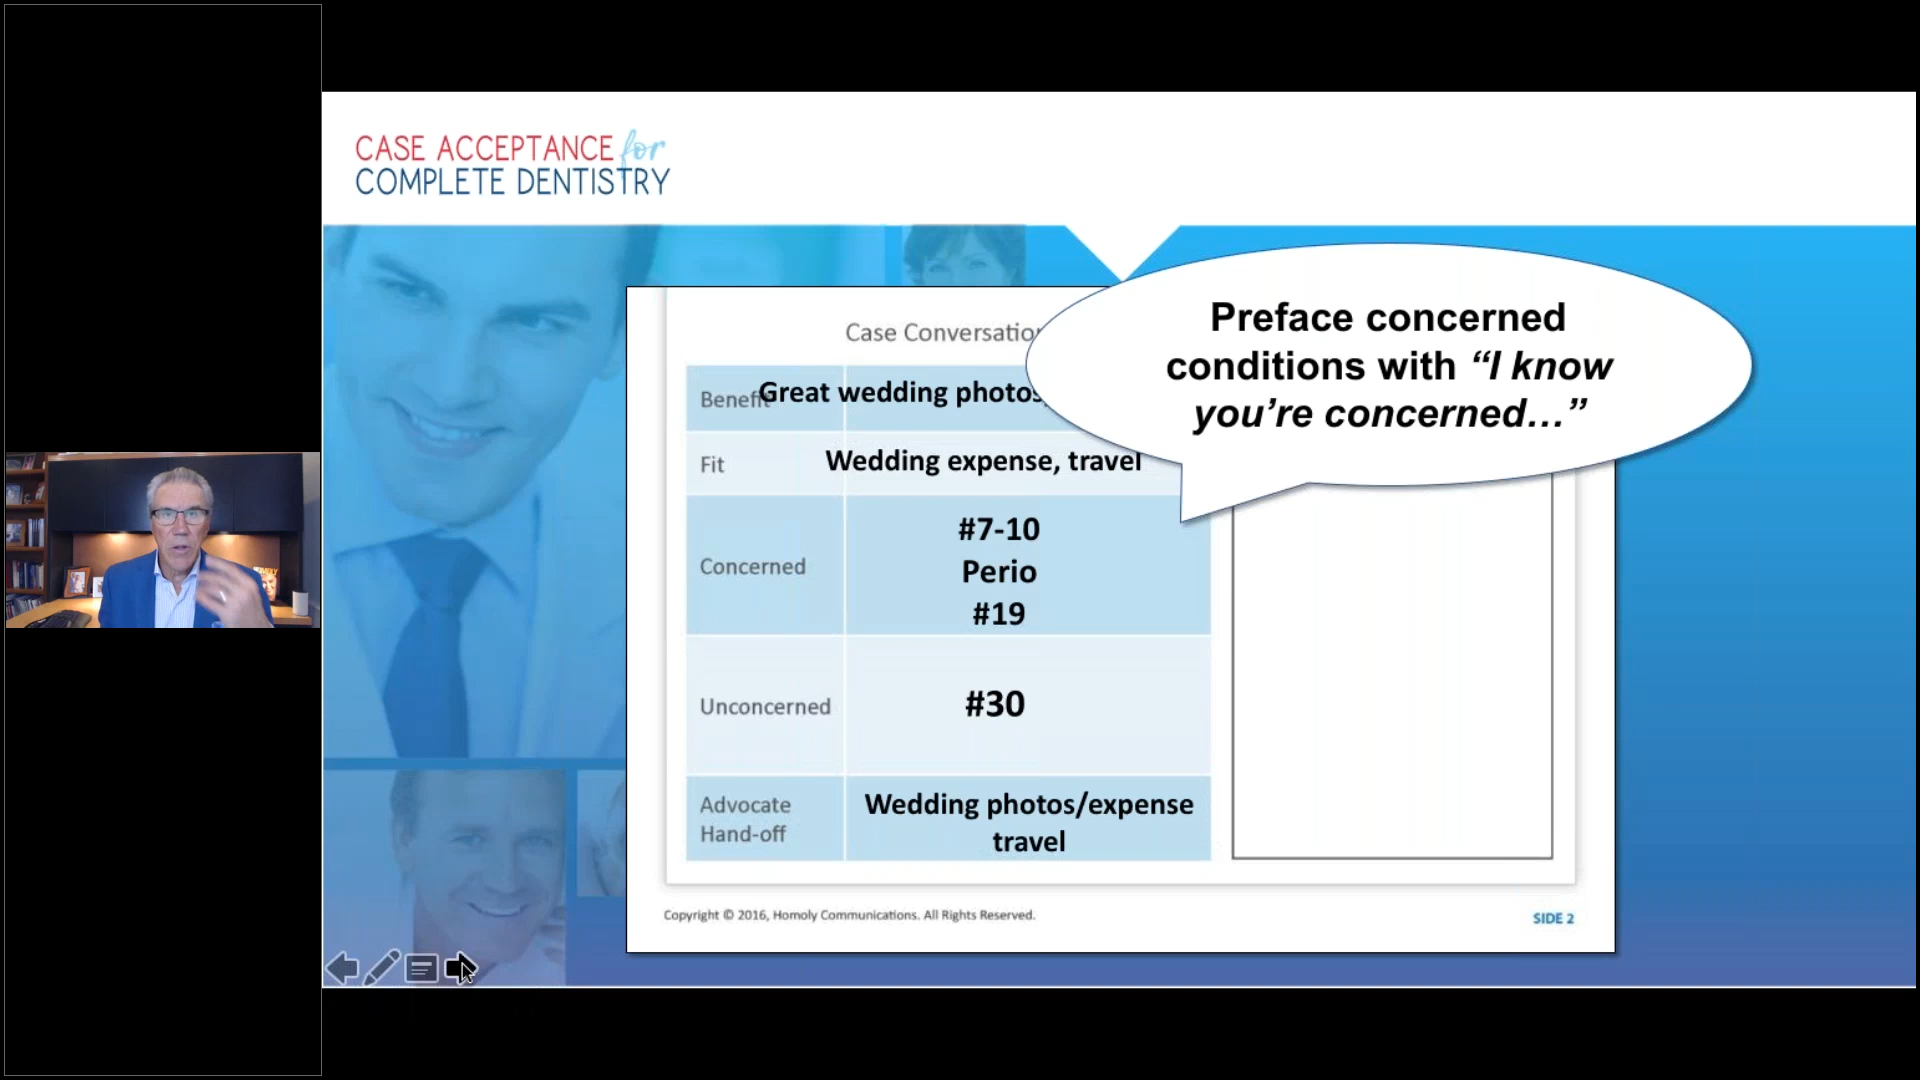 CASE ACCEPTANCE for
COMPLETE DENTISTRY
Preface concerned
conditions with “I know
you’re concerned…”
Case Conversatio
Benefit Great wedding photos,
Fit Wedding expense, travel
Concerned
#7-10
Perio
#19
Unconcerned #30
Advocate
Hand-off
Wedding photos/expense
travel
Copyright © 2016, Homoly Communications. All Rights Reserved.
SIDE 2